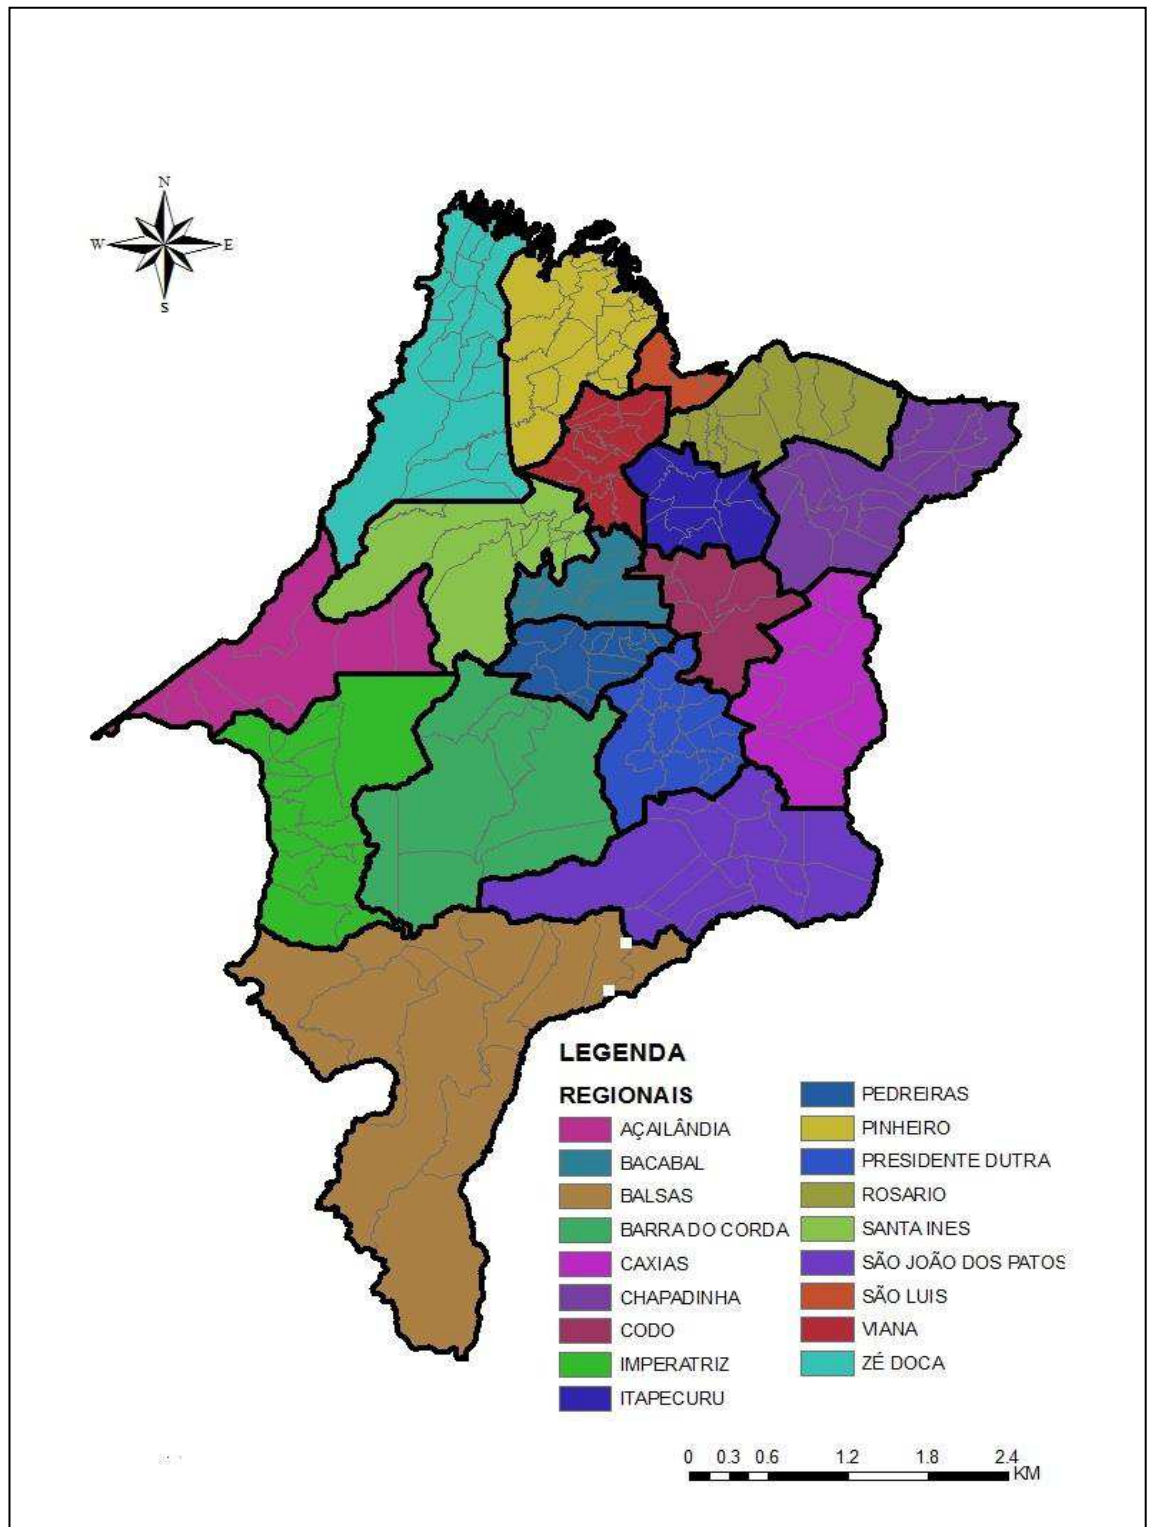 N
W E
S
LEGENDA
REGIONAIS
AÇAILÂNDIA
BACABAL
BALSAS
BARRA DO CORDA
CAXIAS
CHAPADINHA
CODO
IMPERATRIZ
ITAPECURU
PEDREIRAS
PINHEIRO
PRESIDENTE DUTRA
ROSARIO
SANTA INES
SÃO JOÃO DOS PATOS
SÃO LUIS
VIANA
ZÉ DOCA
0 0.3 0.6 1.2 1.8 2.4
KM